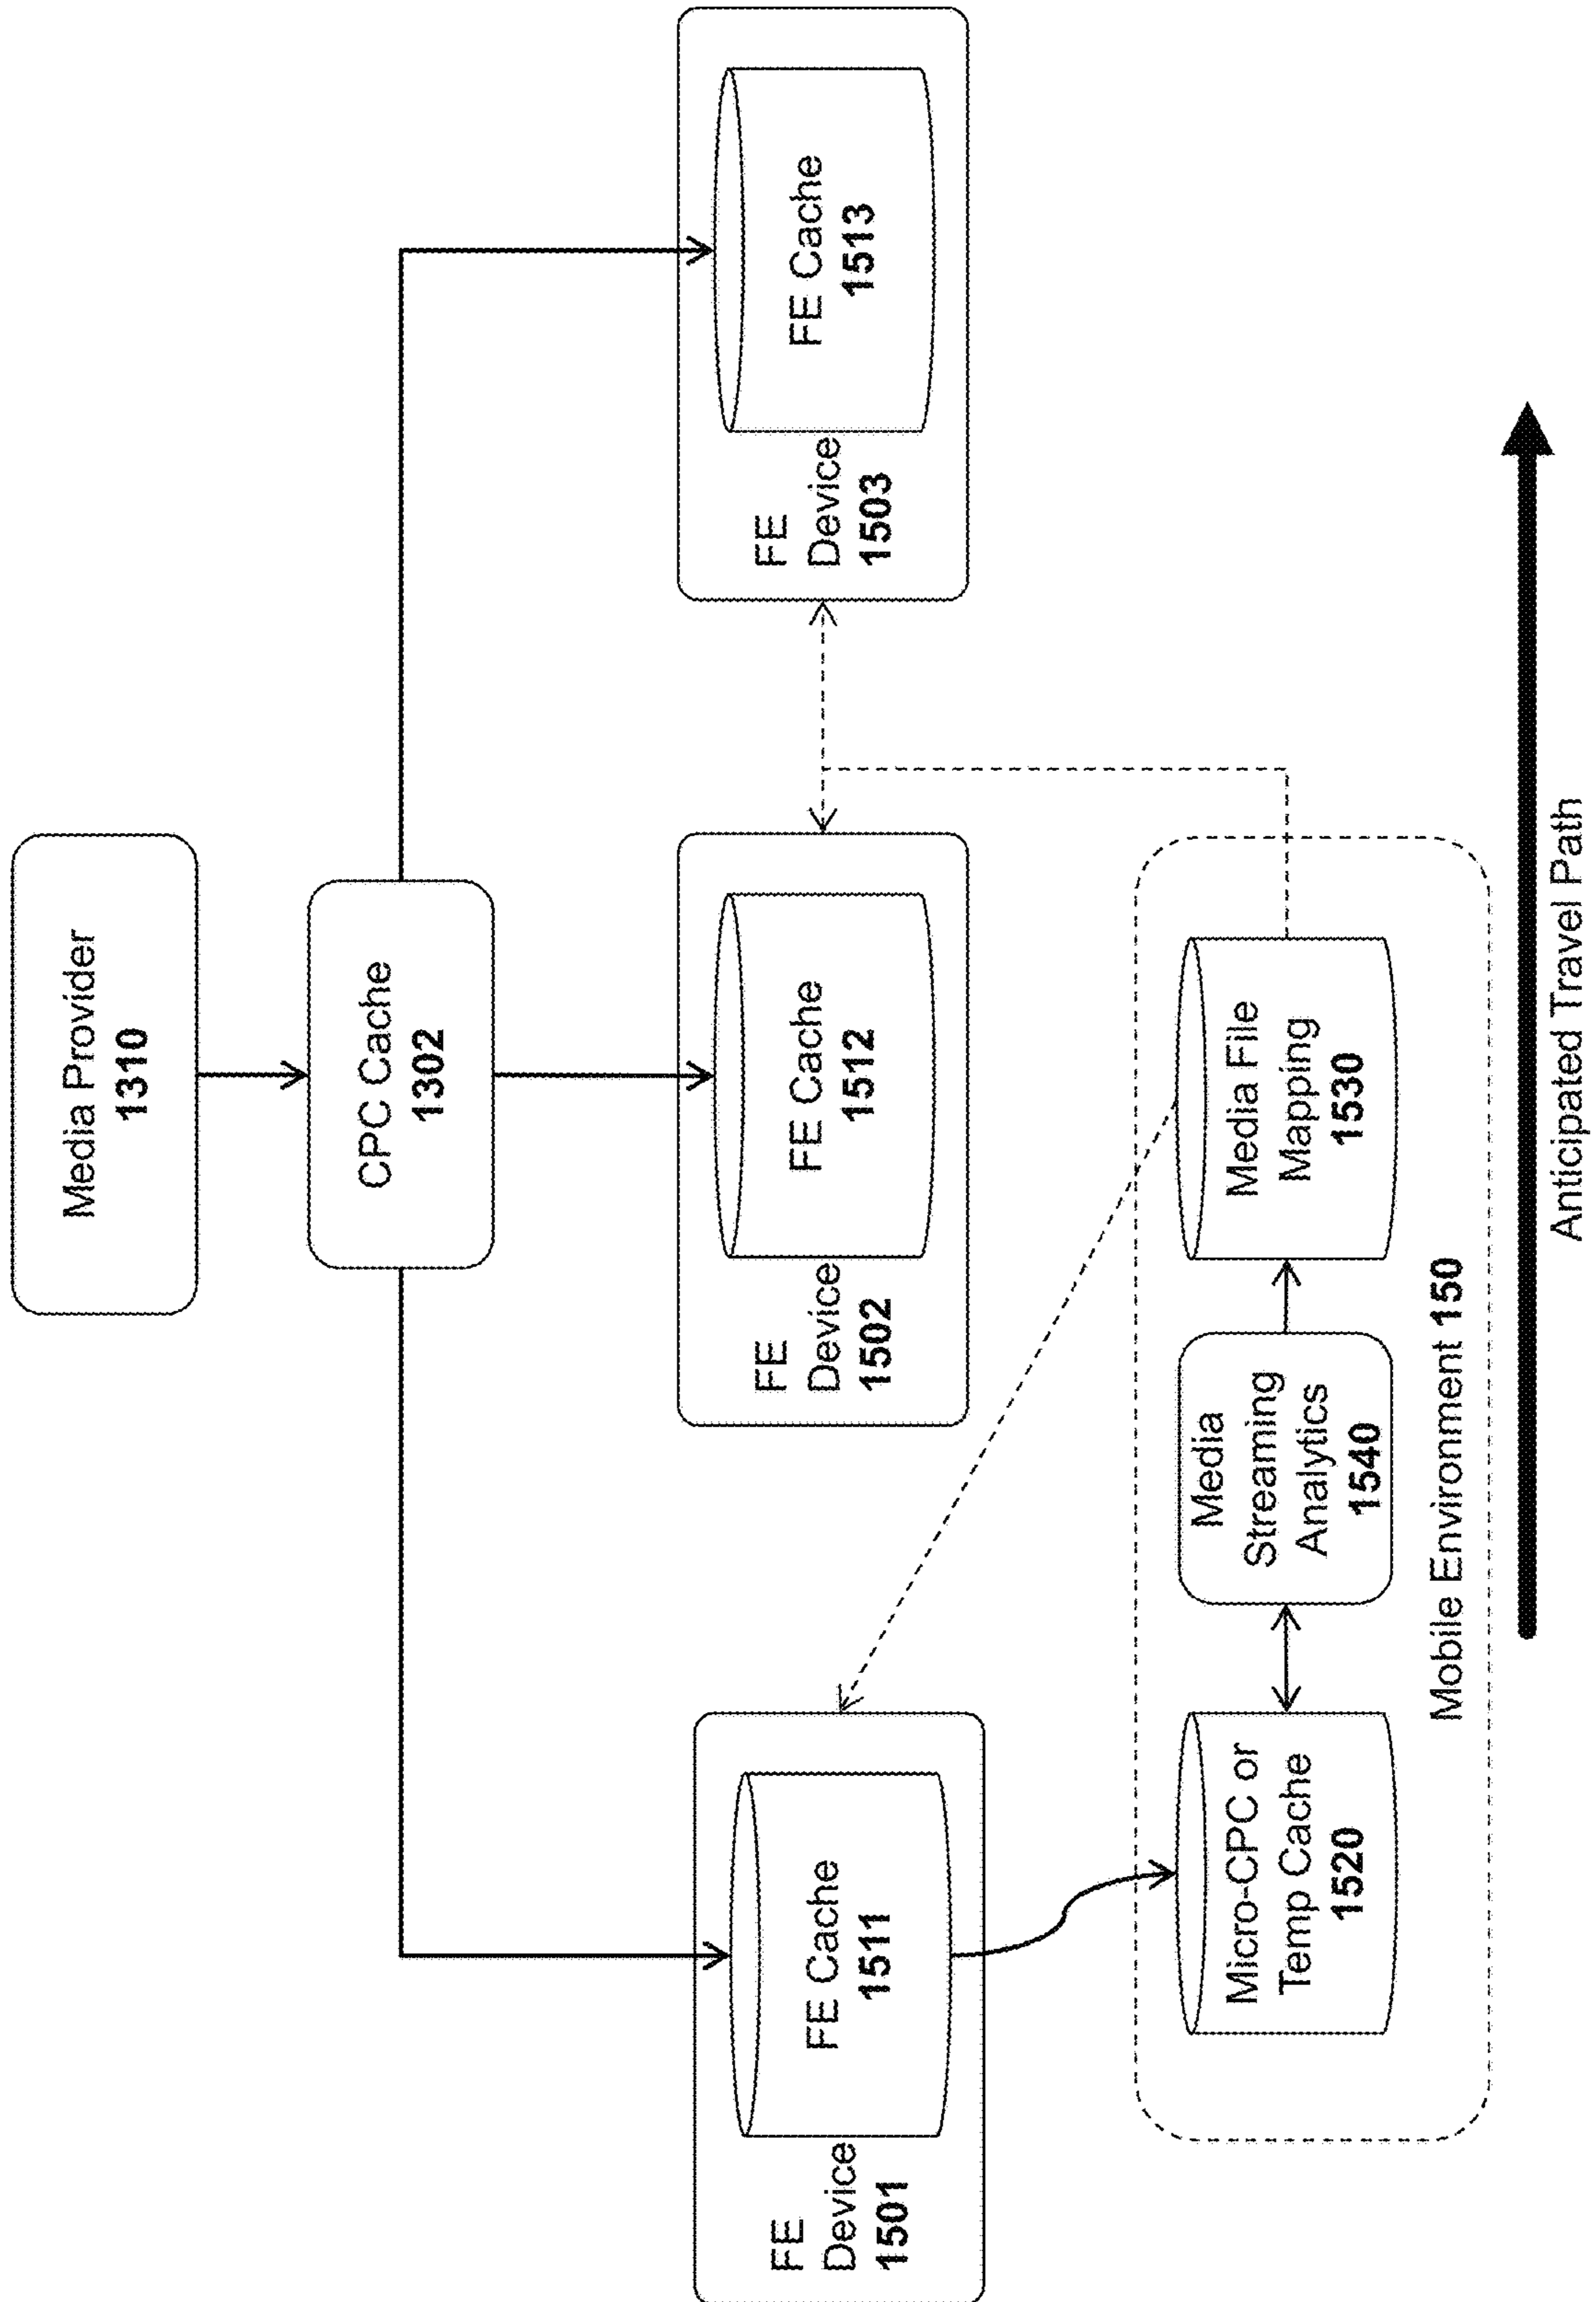 Media Provider
1310
CPC Cache
1302
FE
Device
1501
FE Cache
1511
FE
Device
1502
FE Cache
1512
FE
Device
1503
FE Cache
1513
Micro-CPC or
Temp Cache
1520
Media
Streaming
Analytics
1540
Media File
Mapping
1530
Mobile Environment 150
Anticipated Travel Path